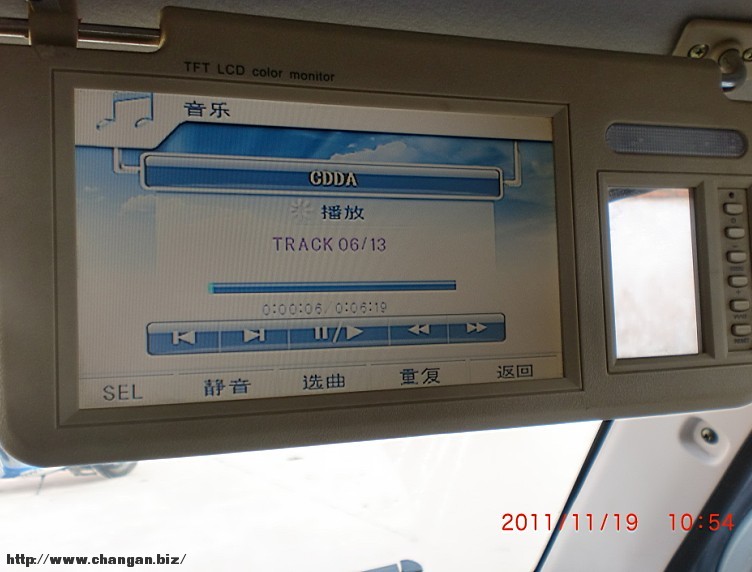 TFT LCD color monitor
音乐
CDDA
播放
TRACK 06/13
0:00:06/0:06:19
SEL 静音 选曲 重复 返回
2011/11/19 10:54
http://www.changan.biz/